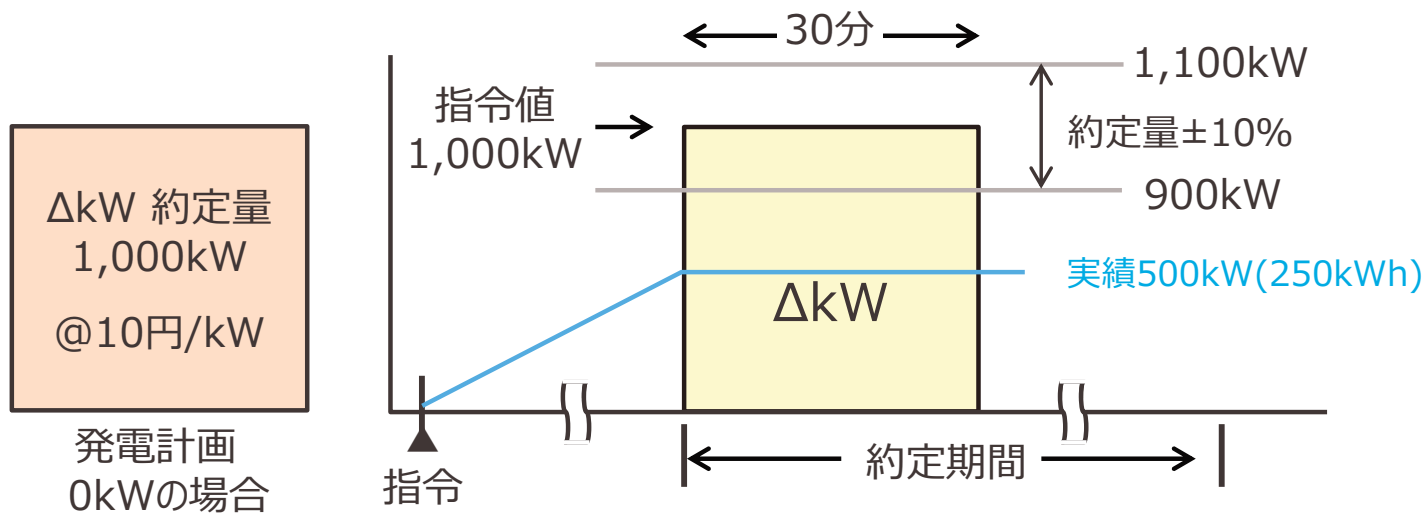 ΔkW 約定量
1,000kW
@10円/kW
発電計画
0kWの場合
30分
1,100kW
指令値
1,000kW
約定量±10%
900kW
実績500kW(250kWh)
ΔkW
指令
約定期間